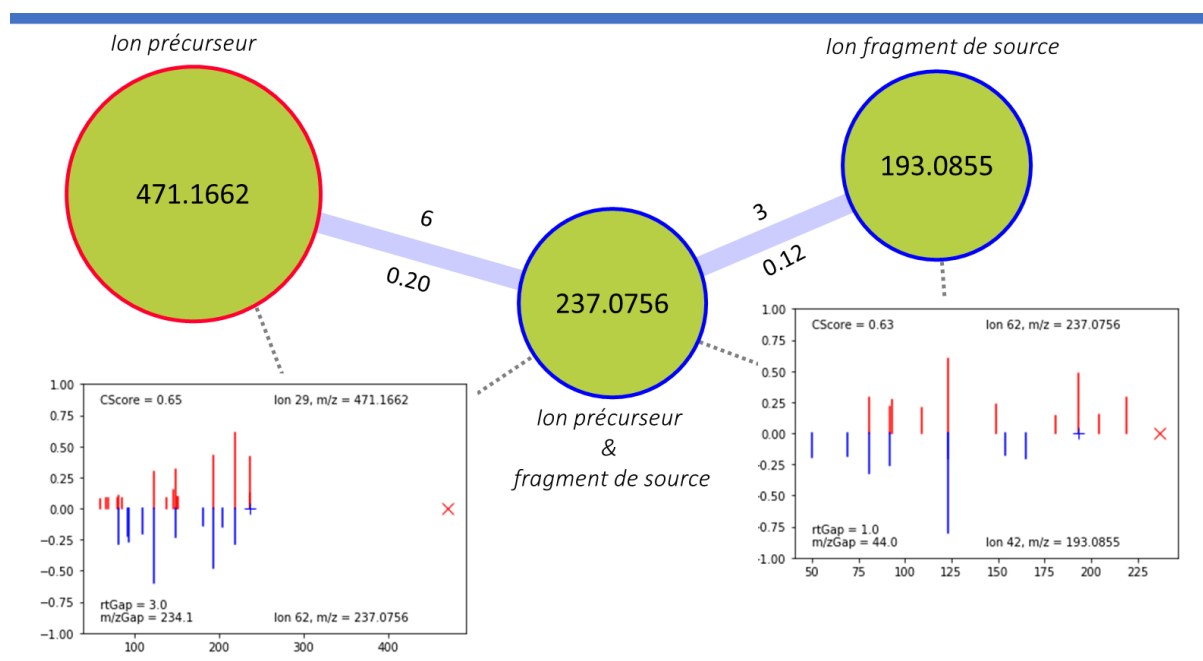 Ion précurseur
Ion fragment de source
471.1662
6
0.20
237.0756
3
0.12
193.0855
Ion précurseur
&
fragment de source
1.00
0.75
0.50
0.25
0.00
−0.25
−0.50
−0.75
−1.00
CScore = 0.65
Ion 29, m/z = 471.1662
rtGap = 3.0
m/zGap = 234.1
Ion 62, m/z = 237.0756
100
200
300
400
1.00
0.75
0.50
0.25
0.00
-0.25
-0.50
-0.75
-1.00
CScore = 0.63
Ion 62, m/z = 237.0756
rtGap = 1.0
m/zGap = 44.0
Ion 42, m/z = 193.0855
50
75
100
125
150
175
200
225